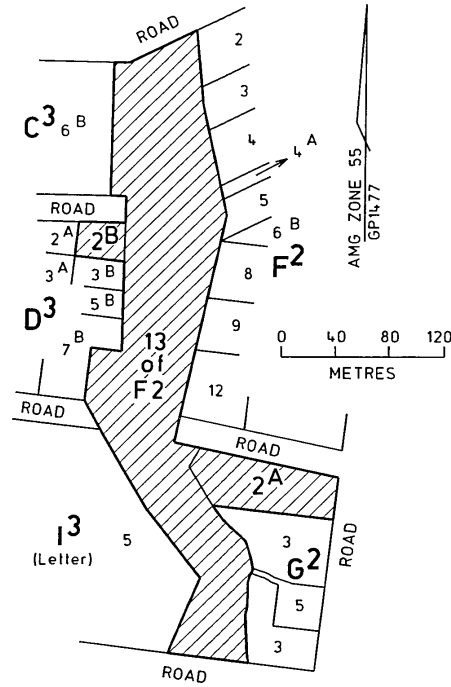 ROAD
2
3
4
4 A
5
6 B
F2
8
9
12
C3 6 B
ROAD
2 A
2 B
3 A
3 B
5 B
D3
7 B
13
of
F2
ROAD
AMG ZONE 55
GP1477
0 40 80 120
METRES
ROAD
2 A
I3
(Letter)
5
3
G2
5
3
ROAD
ROAD